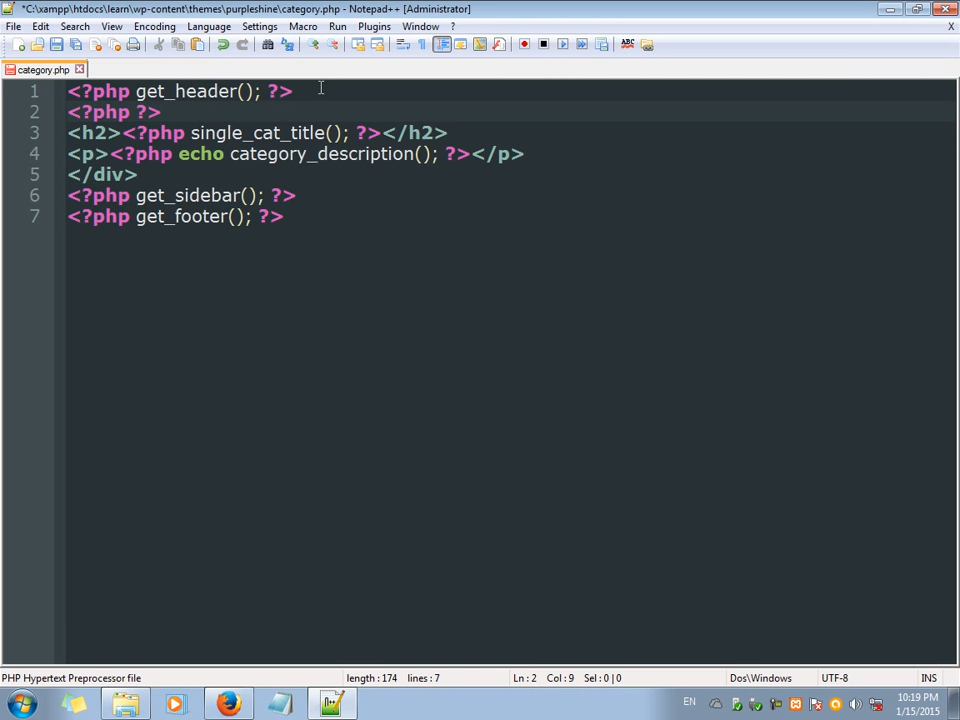 *C:\xampp\htdocs\learn\wp-content\themes\purpleshine\category.php - Notepad++ [Administrator]
File Edit Search View Encoding Language Settings Macro Run Plugins Window ? X
category.php
1 <?php get_header(); ?>
2 <?php ?>
3 <h2><?php single_cat_title(); ?></h2>
4 <p><?php echo category_description(); ?></p>
5 </div>
6 <?php get_sidebar(); ?>
7 <?php get_footer(); ?>
PHP Hypertext Preprocessor file length : 174 lines : 7 Ln : 2 Col : 9 Sel : 0 | 0 Dos\Windows UTF-8 INS
EN 10:19 PM
1/15/2015